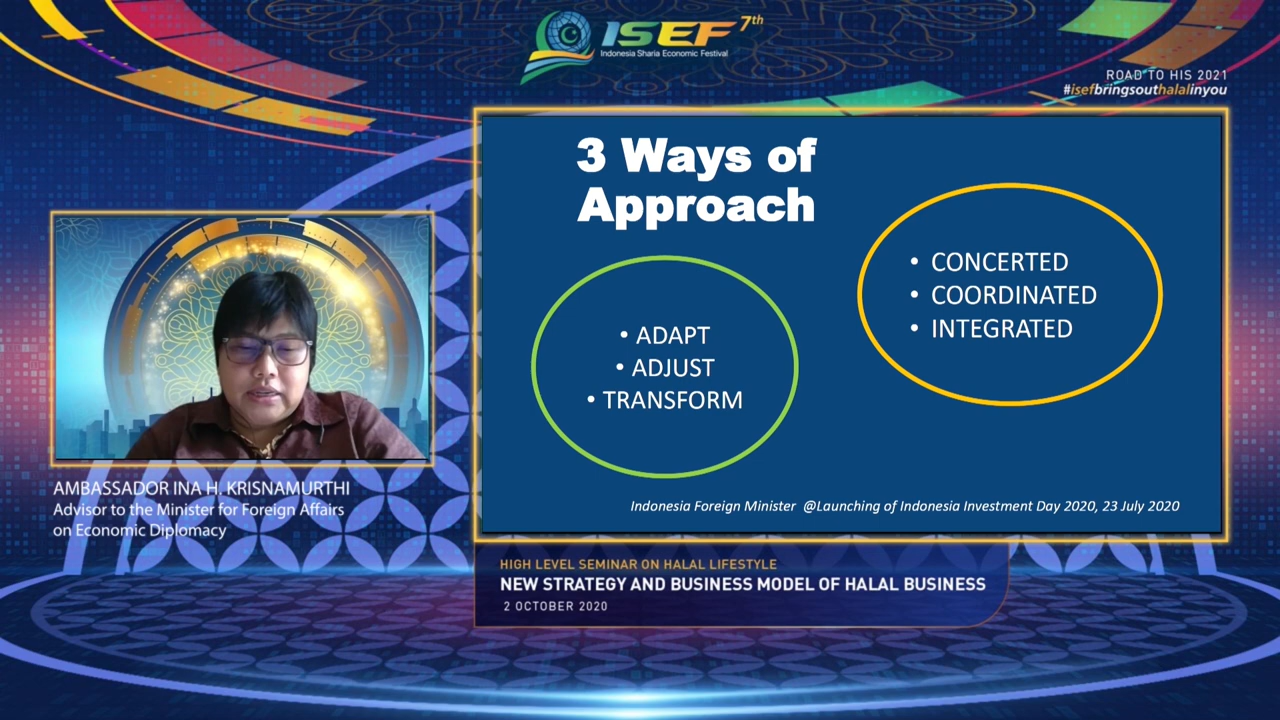 ISEF 7th
Indonesia Sharia Economic Festival
ROAD TO HIS 2021
#isefbringsouthalalinyou
3 Ways of
Approach
• ADAPT
• ADJUST
• TRANSFORM
• CONCERTED
• COORDINATED
• INTEGRATED
Indonesia Foreign Minister @Launching of Indonesia Investment Day 2020, 23 July 2020
AMBASSADOR INA H. KRISNAMURTHI
Advisor to the Minister for Foreign Affairs
on Economic Diplomacy
HIGH LEVEL SEMINAR ON HALAL LIFESTYLE
NEW STRATEGY AND BUSINESS MODEL OF HALAL BUSINESS
2 OCTOBER 2020